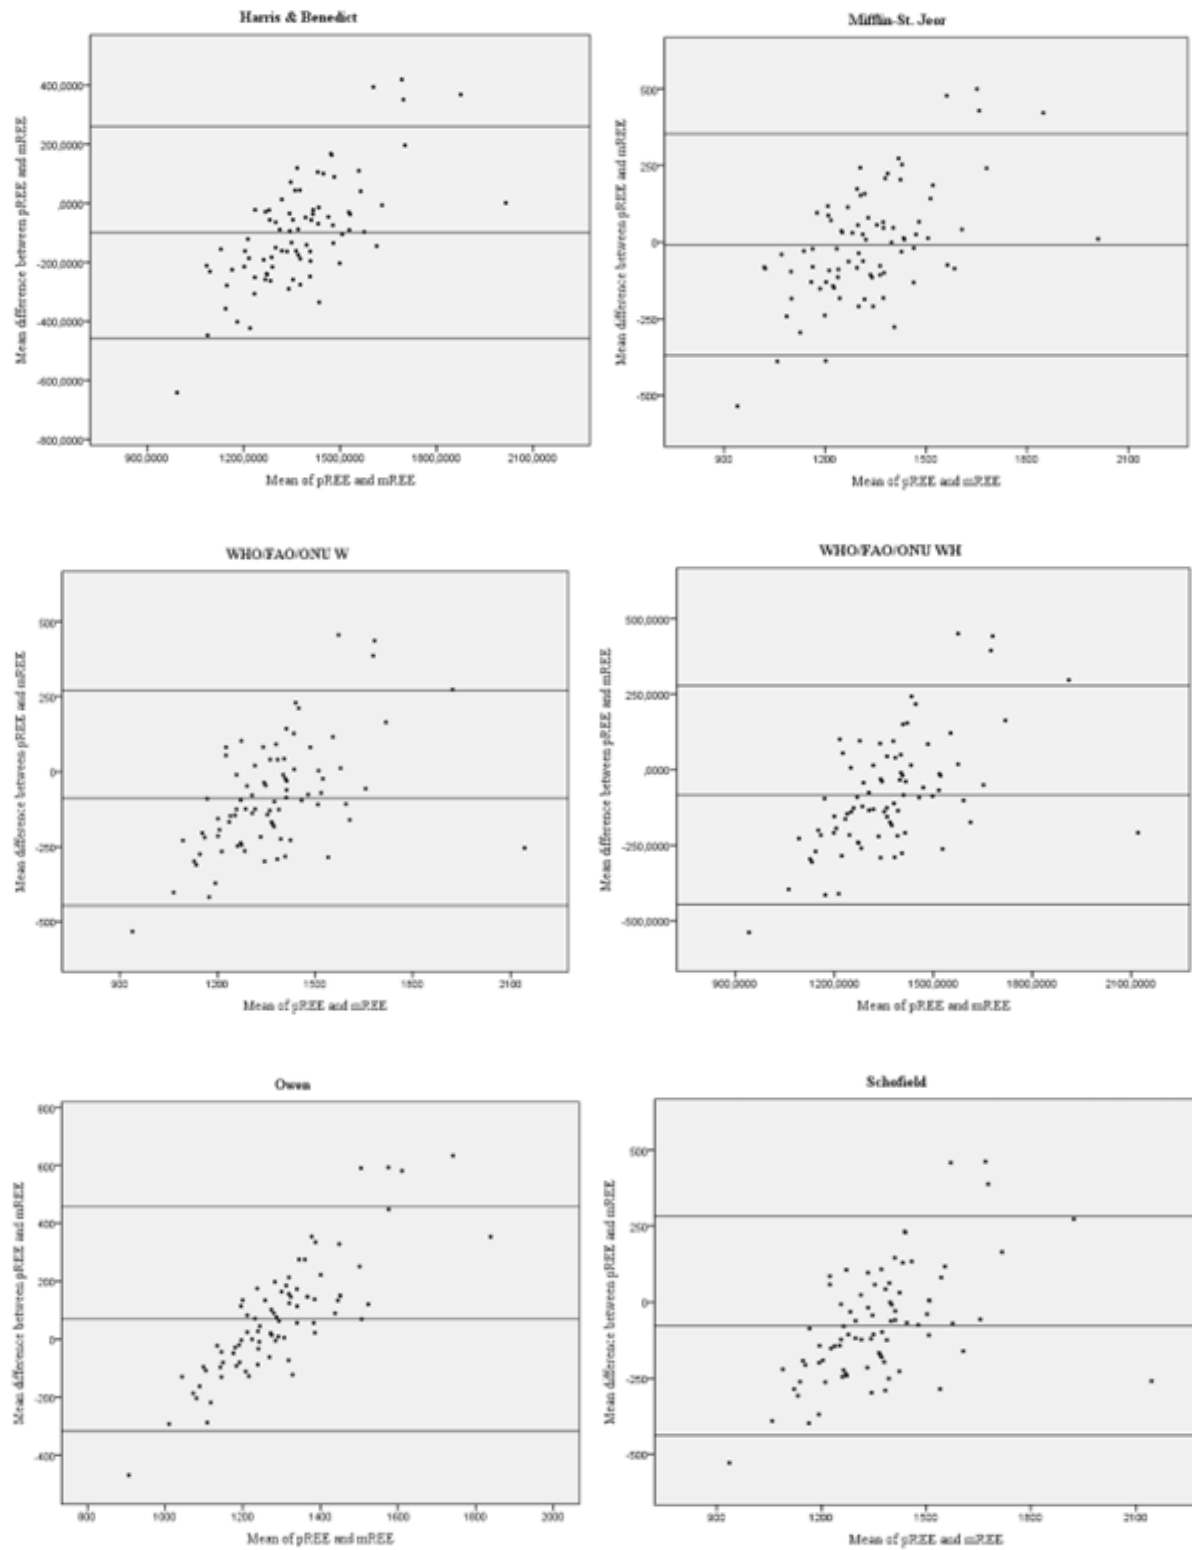 Harris & Benedict
Mean difference between pREE and mREE
400,0000
200,0000
,0000
-200,0000
-400,0000
-600,0000
-800,0000
900,0000 1200,0000 1500,0000 1800,0000 2100,0000
Mean of pREE and mREE
Mifflin-St. Jeor
Mean difference between pREE and mREE
500
250
0
-250
-500
900 1200 1500 1800 2100
Mean of pREE and mREE
WHO/FAO/ONU W
Mean difference between pREE and mREE
500
250
0
-250
-500
900 1200 1500 1800 2100
Mean of pREE and mREE
WHO/FAO/ONU WH
Mean difference between pREE and mREE
500,0000
250,0000
,0000
-250,0000
-500,0000
900,0000 1200,0000 1500,0000 1800,0000 2100,0000
Mean of pREE and mREE
Owen
Mean difference between pREE and mREE
800
600
400
200
0
-200
-400
800 1000 1200 1400 1600 1800 2000
Mean of pREE and mREE
Schofield
Mean difference between pREE and mREE
500
250
0
-250
-500
900 1200 1500 1800 2100
Mean of pREE and mREE